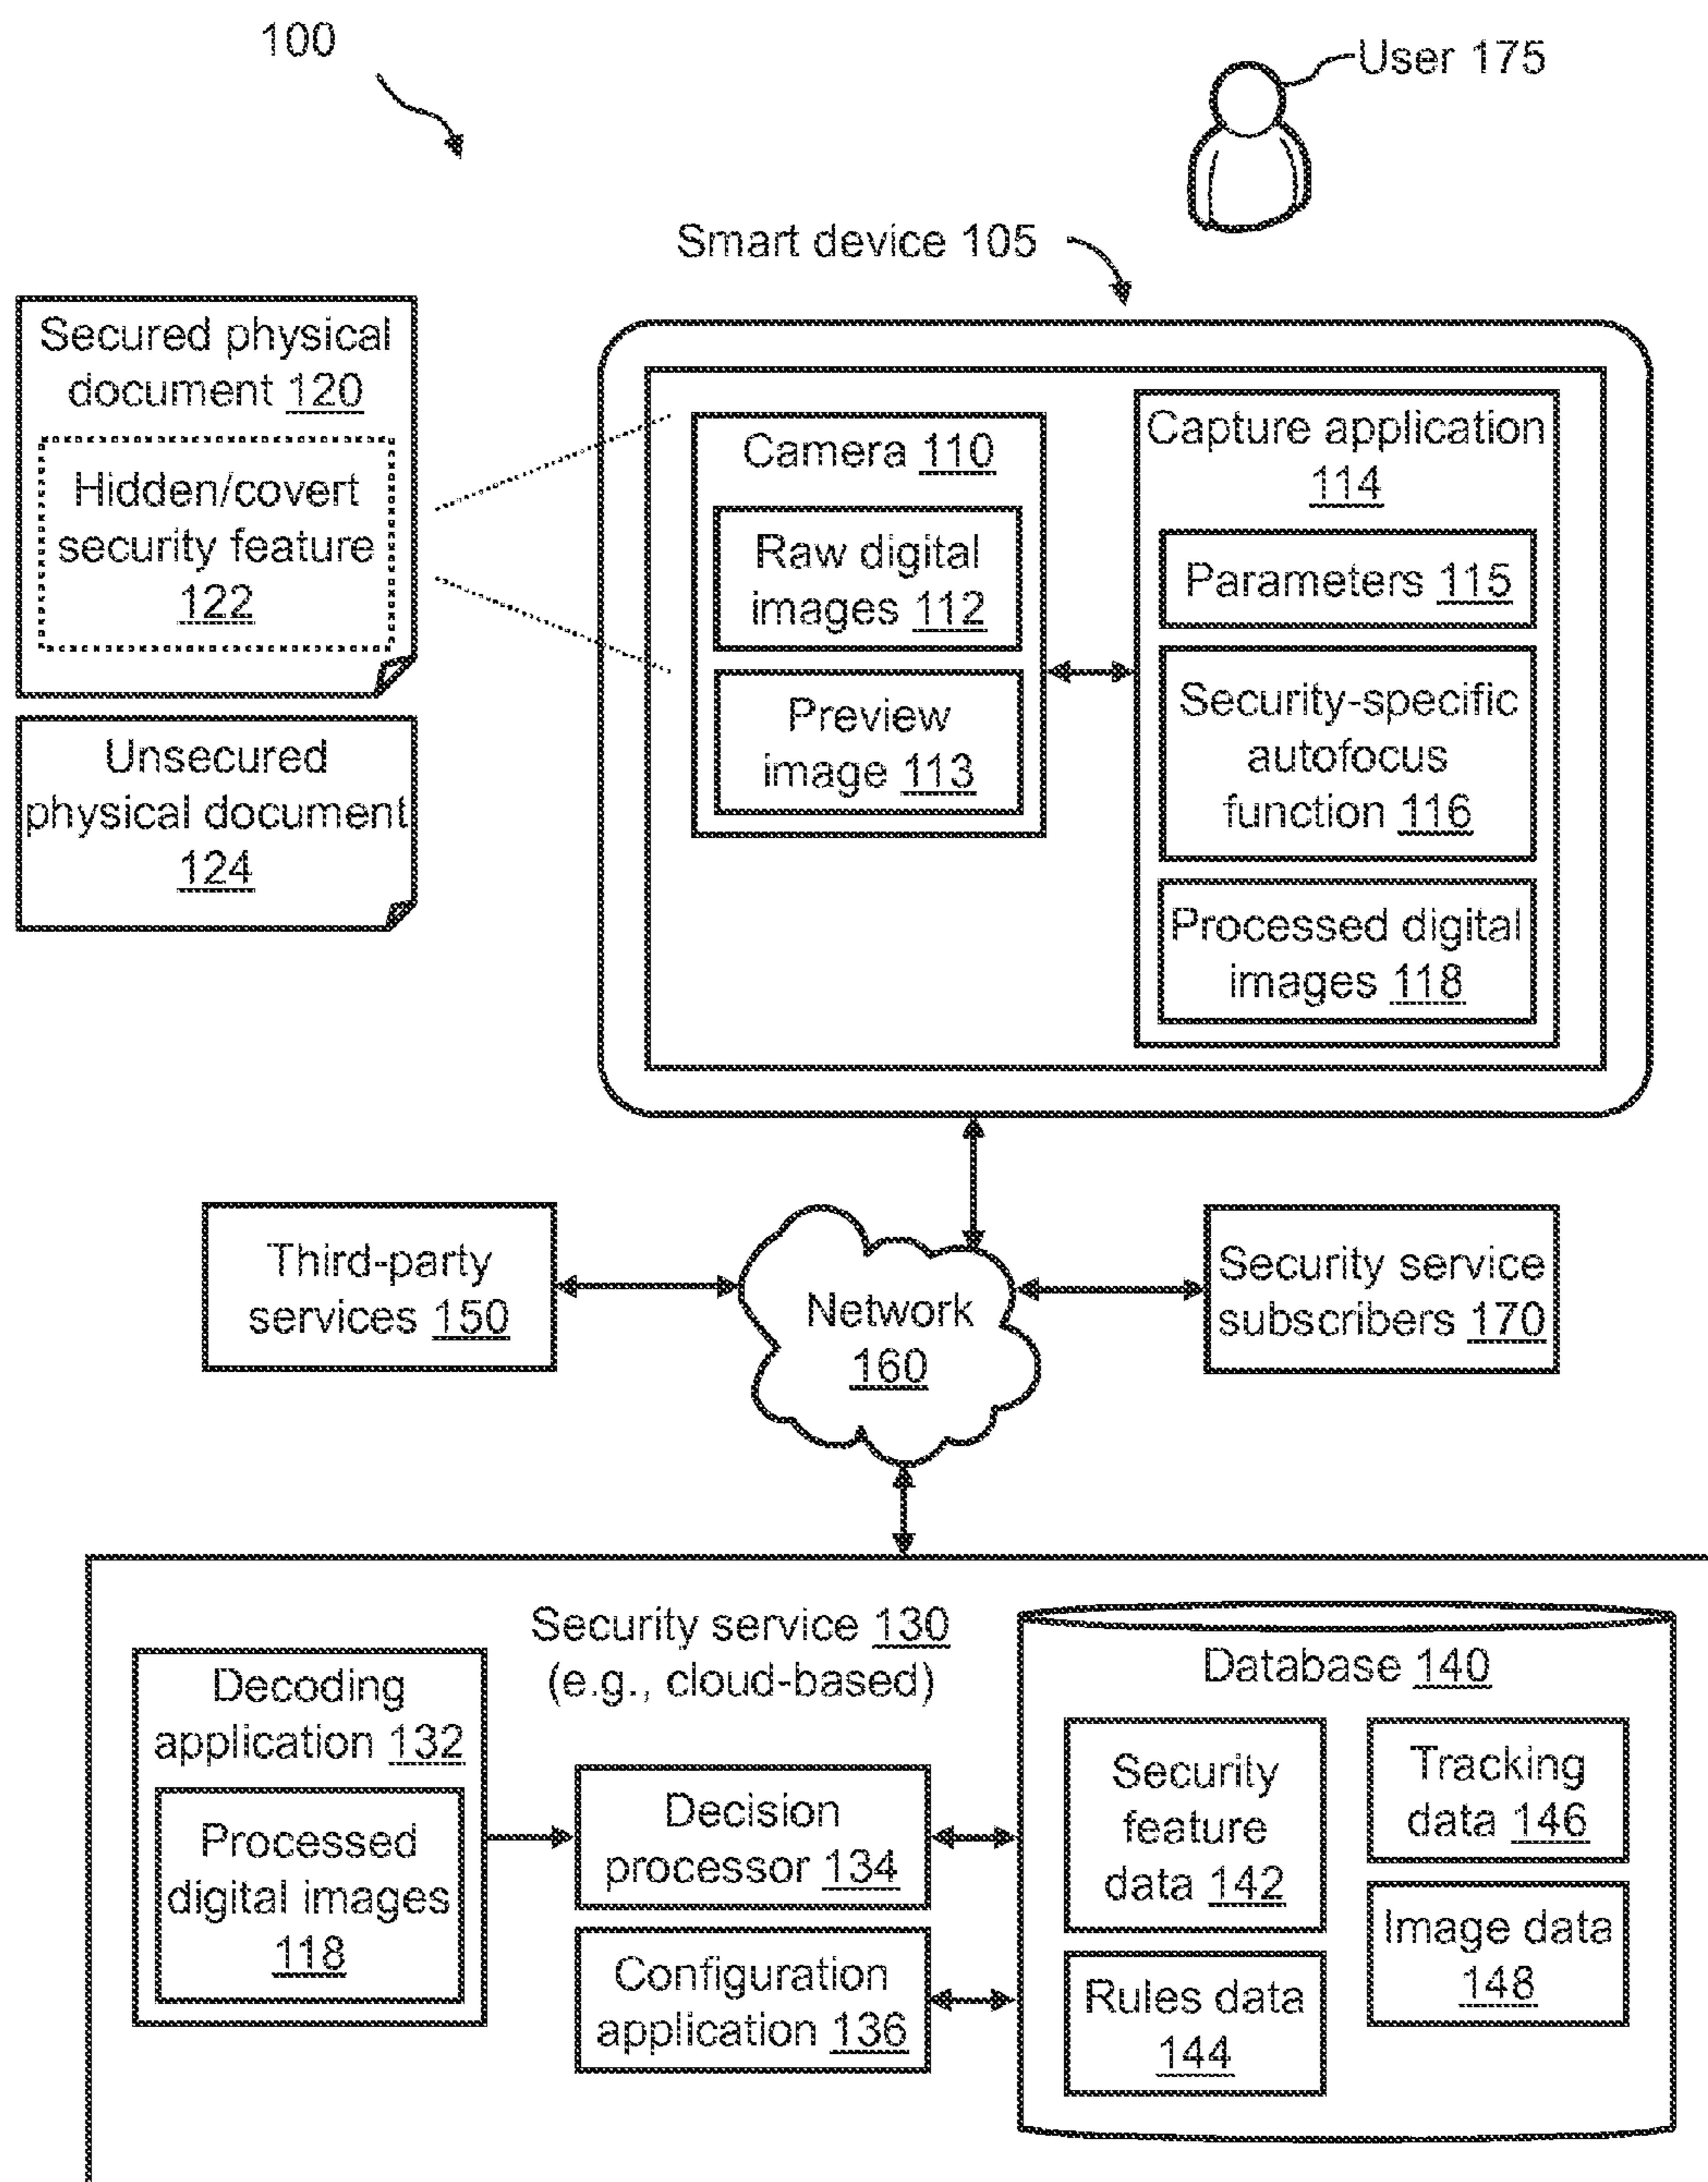 100
User 175
Smart device 105
Secured physical
document 120
Hidden/covert
security feature
122
Unsecured
physical document
124
Camera 110
Raw digital
images 112
Preview
image 113
Capture application
114
Parameters 115
Security-specific
autofocus
function 116
Processed digital
images 118
Third-party
services 150
Network
160
Security service
subscribers 170
Security service 130
(e.g., cloud-based)
Decoding
application 132
Processed
digital images
118
Decision
processor 134
Configuration
application 136
Database 140
Security
feature
data 142
Rules data
144
Tracking
data 146
Image data
148